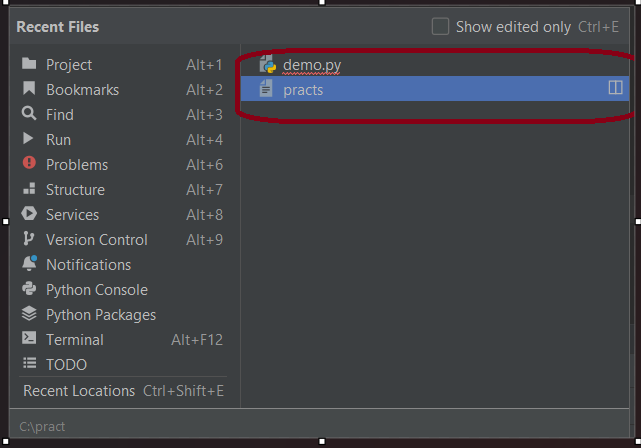 Recent Files
Show edited only Ctrl+E
Project Alt+1
Bookmarks Alt+2
Find Alt+3
Run Alt+4
Problems Alt+6
Structure Alt+7
Services Alt+8
Version Control Alt+9
Notifications
Python Console
Python Packages
Terminal Alt+F12
TODO
Recent Locations Ctrl+Shift+E
demo.py
practs
C:\pract